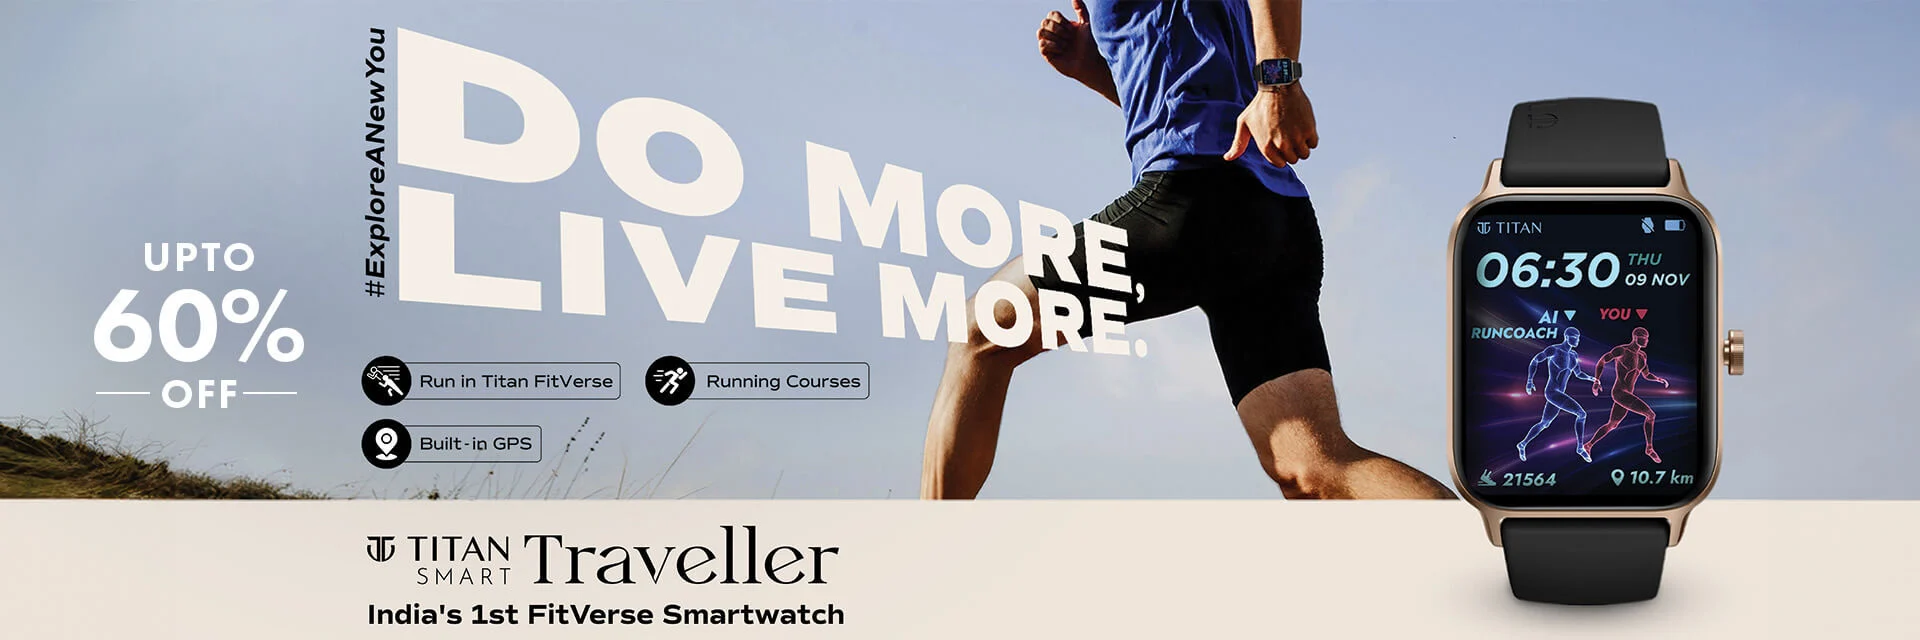 UPTO
60%
OFF
#ExploreANewYou
DO MORE,
LIVE MORE.
Run in Titan FitVerse
Running Courses
Built-in GPS
TITAN
SMART
Traveller
India's 1st FitVerse Smartwatch
TITAN
06:30
THU
09 NOV
AI
RUNCOACH
YOU
21564
10.7 km